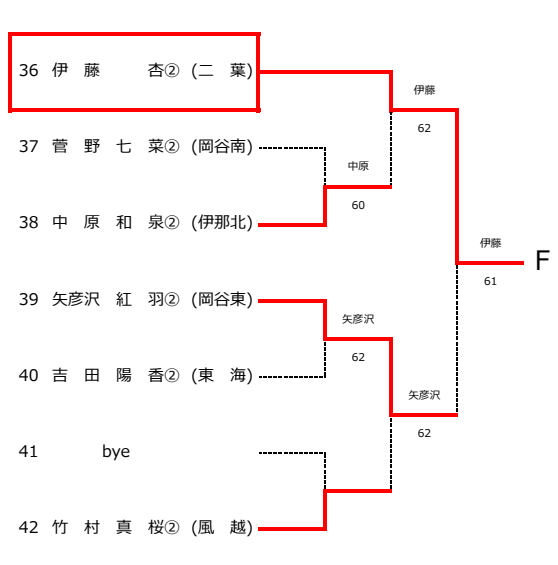 36 伊 藤 杏② (二 葉)
伊藤
62
37 菅 野 七 菜② (岡谷南)
中原
60
38 中 原 和 泉② (伊那北)
伊藤
F
61
39 矢彦沢 紅 羽② (岡谷東)
矢彦沢
62
40 吉 田 陽 香② (東 海)
矢彦沢
62
41 bye
42 竹 村 真 桜② (風 越)